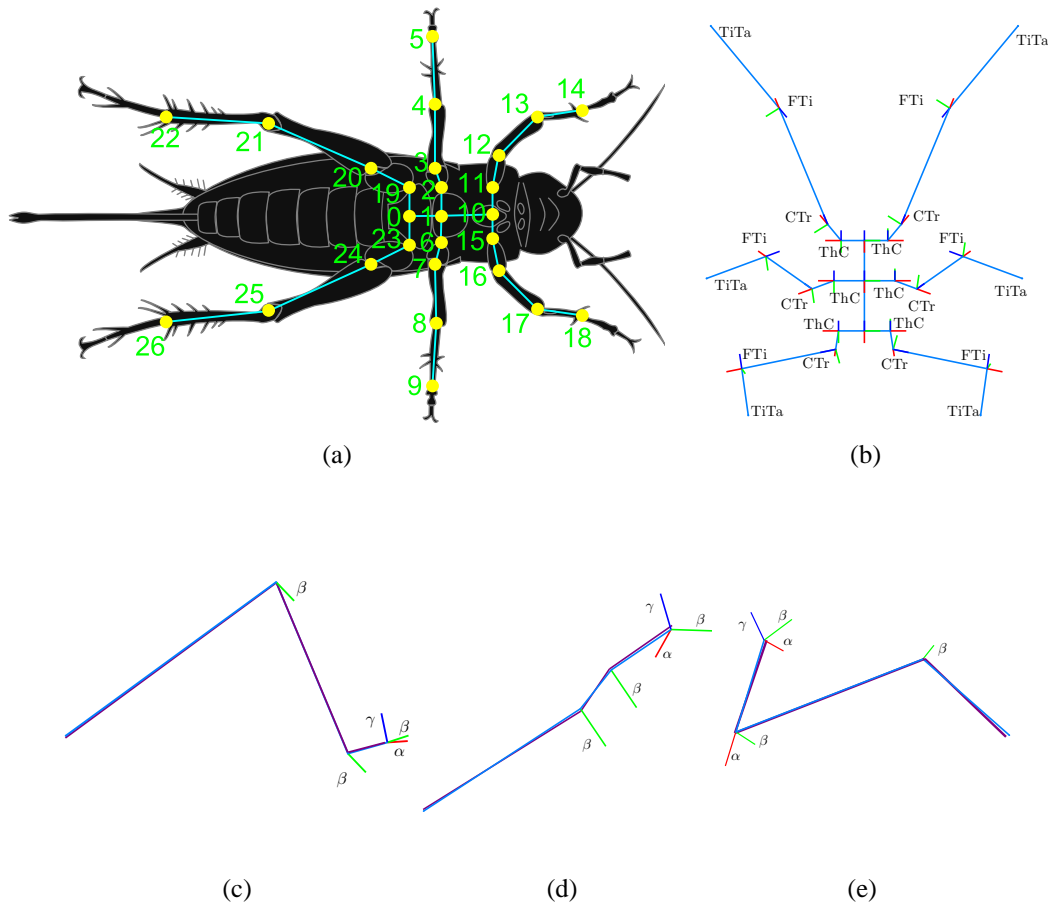 5
14
13
4
22
21
12
3
20
19
2
11
0
1
10
23
6
15
24
7
16
25
8
17
18
26
9
(a)
TiTa
TiTa
FTi
FTi
CTr
CTr
ThC
ThC
FTi
FTi
TiTa
TiTa
CTr
ThC
ThC
CTr
ThC
ThC
FTi
FTi
CTr
CTr
TiTa
TiTa
(b)
β
γ
β
α
β
(c)
γ
β
α
β
β
(d)
γ
β
α
β
β
α
(e)